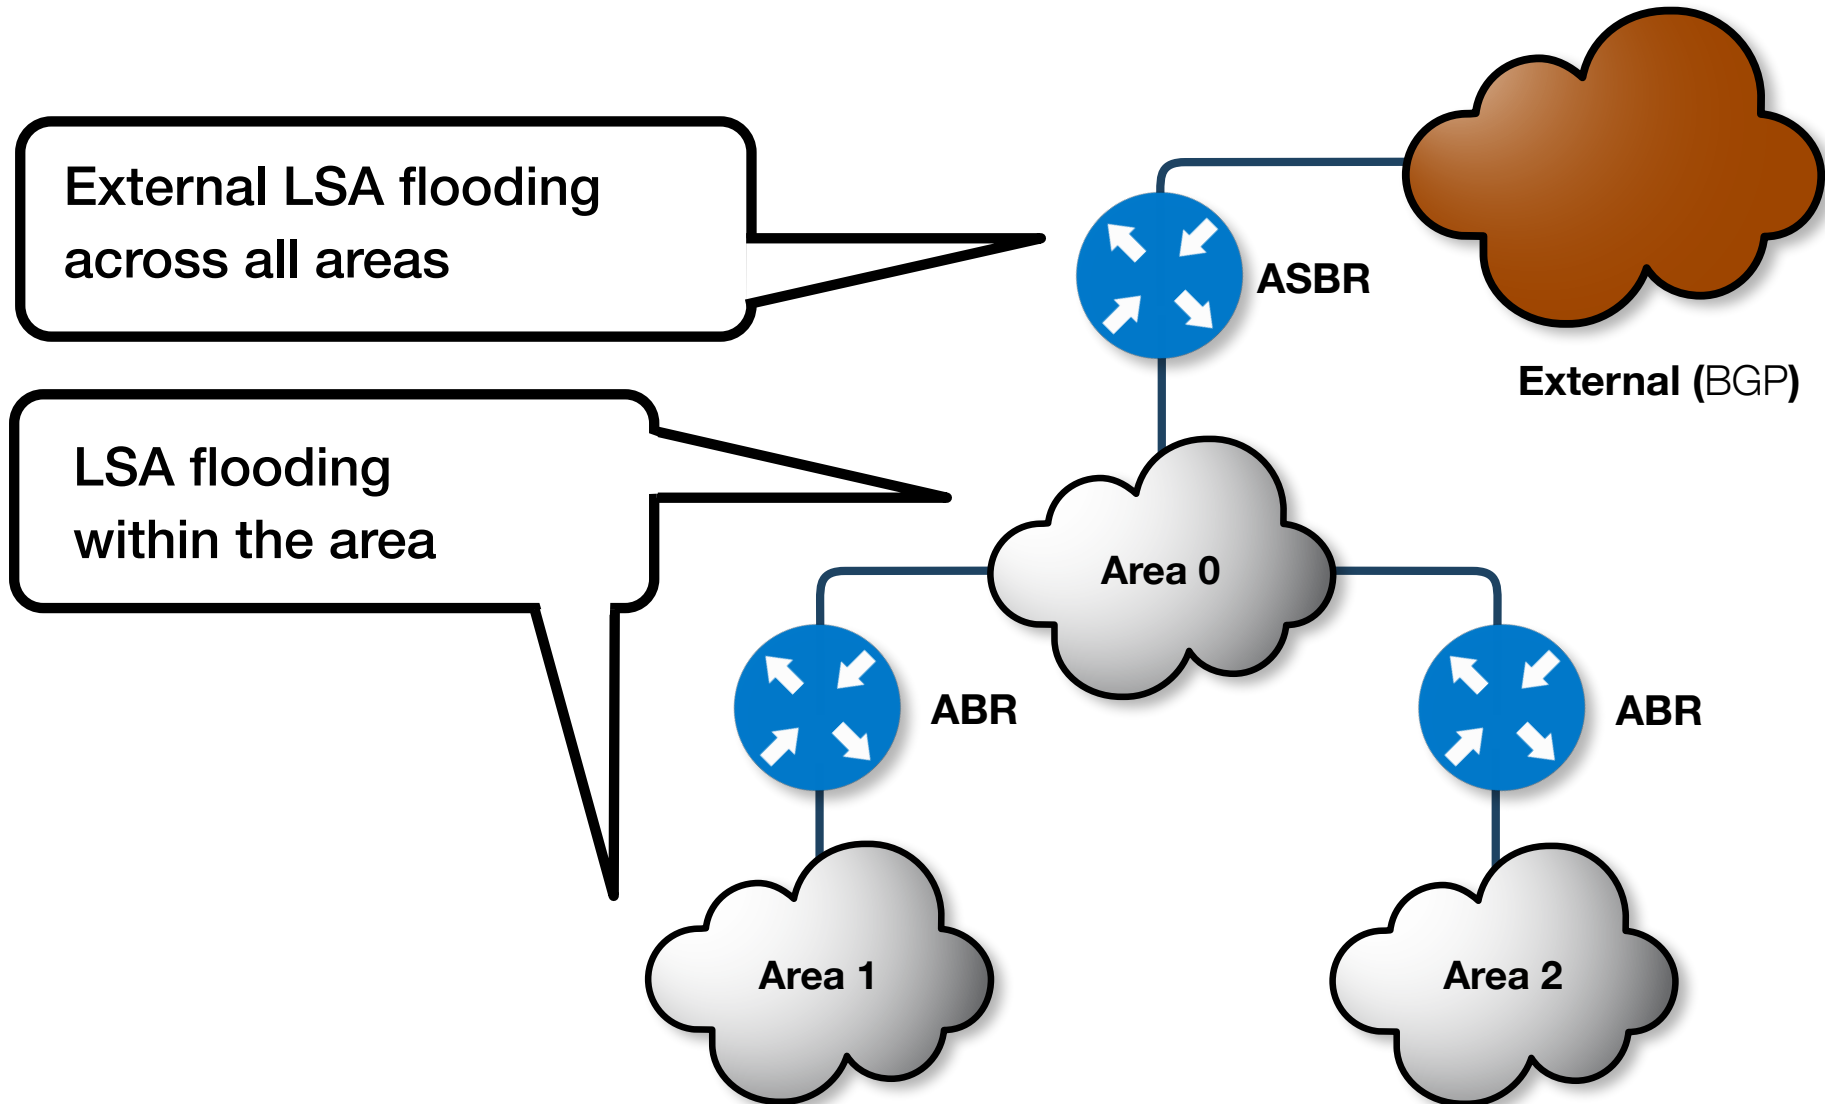 External LSA flooding
across all areas
ASBR
External (BGP)
LSA flooding
within the area
Area 0
ABR
ABR
Area 1
Area 2